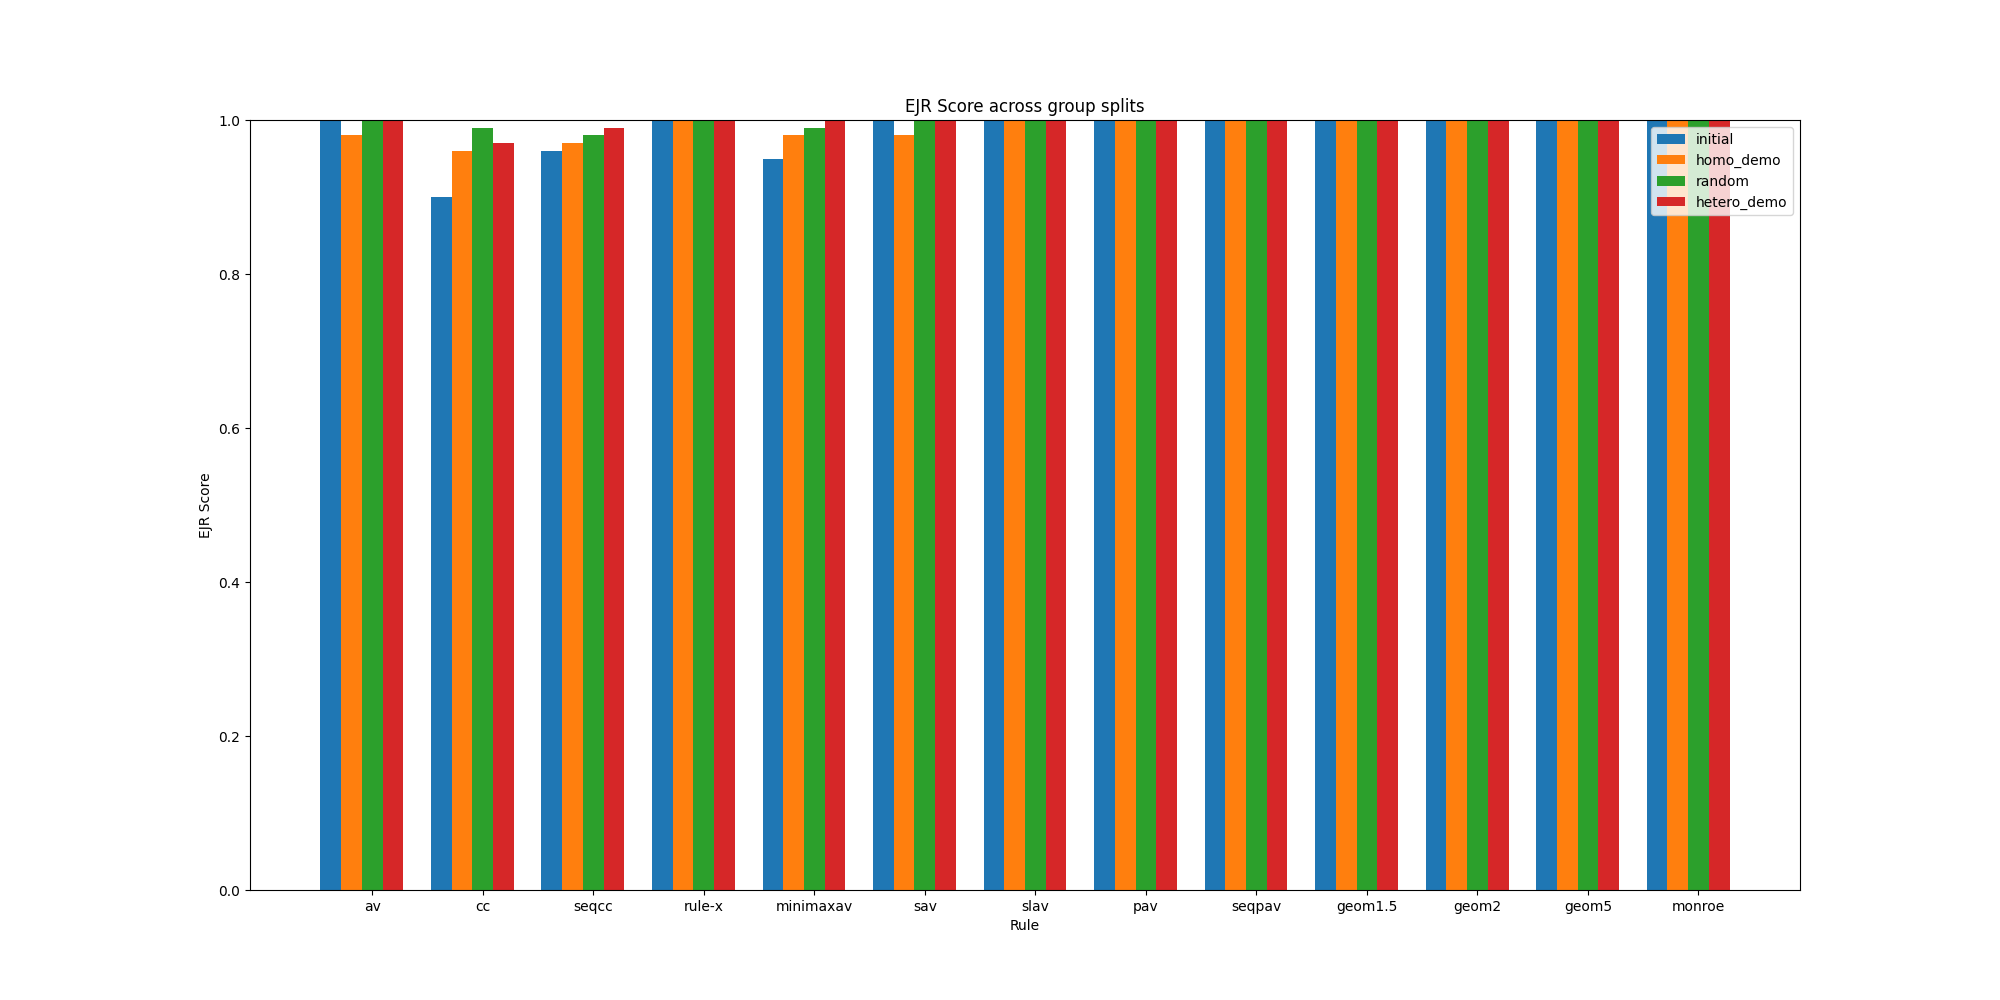 EJR Score across group splits
1.0
0.8
0.6
0.4
0.2
0.0
EJR Score
initial
homo_demo
random
hetero_demo
av cc seqcc rule-x minimaxav sav slav pav seqpav geom1.5 geom2 geom5 monroe
Rule